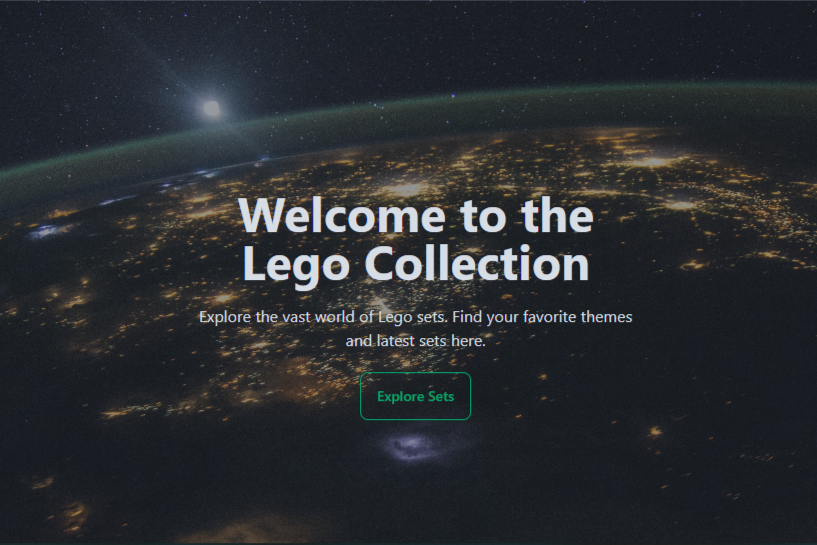 Welcome to the
Lego Collection
Explore the vast world of Lego sets. Find your favorite themes
and latest sets here.
Explore Sets